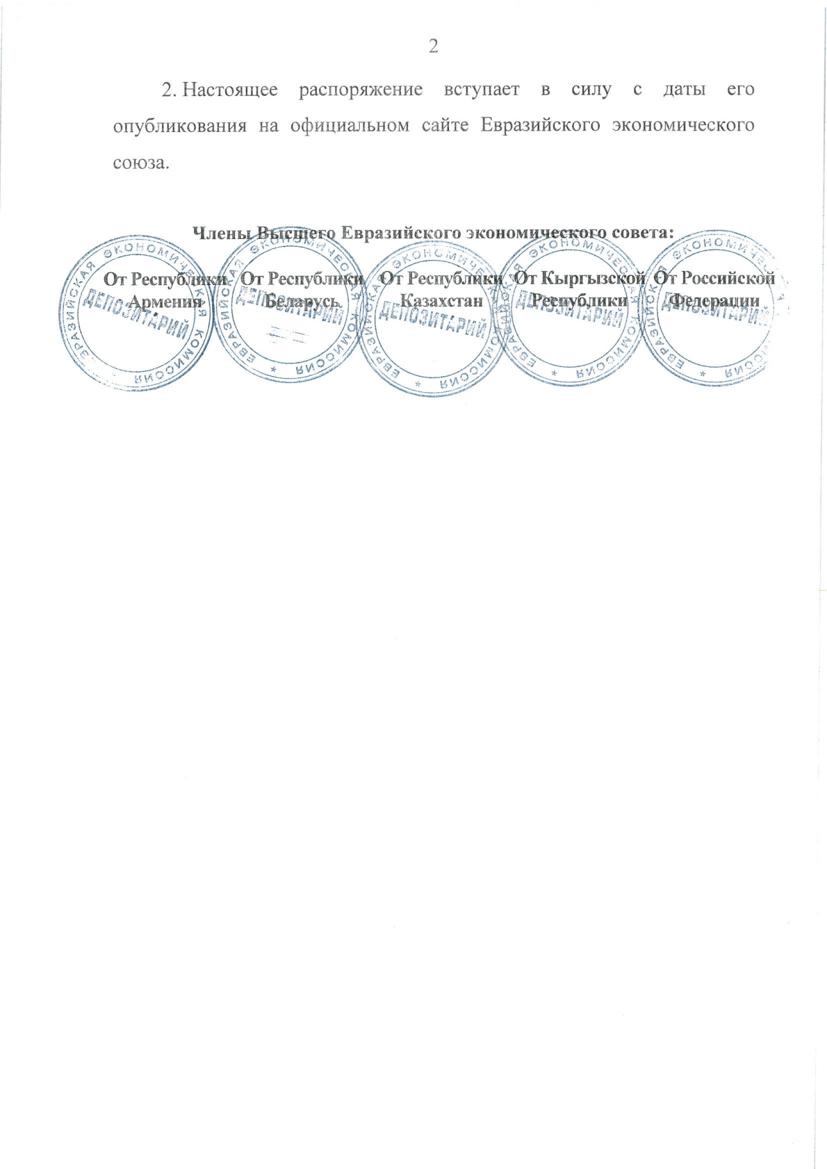 2
2. Настоящее распоряжение вступает в силу с даты его
опубликования на официальном сайте Евразийского экономического
союза.
Члены Высшего Евразийского экономического совета:
От Республики Армения
От Республики Беларусь
От Республики Казахстан
От Кыргызской Республики
От Российской Федерации
ЕВРАЗИЙСКАЯ ЭКОНОМИЧЕСКАЯ КОМИССИЯ
ДЕПОЗИТАРИЙ
ЕВРАЗИЙСКАЯ ЭКОНОМИЧЕСКАЯ КОМИССИЯ *
ДЕПОЗИТАРИЙ
ЕВРАЗИЙСКАЯ ЭКОНОМИЧЕСКАЯ КОМИССИЯ *
ДЕПОЗИТАРИЙ
ЕВРАЗИЙСКАЯ ЭКОНОМИЧЕСКАЯ КОМИССИЯ *
ДЕПОЗИТАРИЙ
ЕВРАЗИЙСКАЯ ЭКОНОМИЧЕСКАЯ КОМИССИЯ *
ДЕПОЗИТАРИЙ